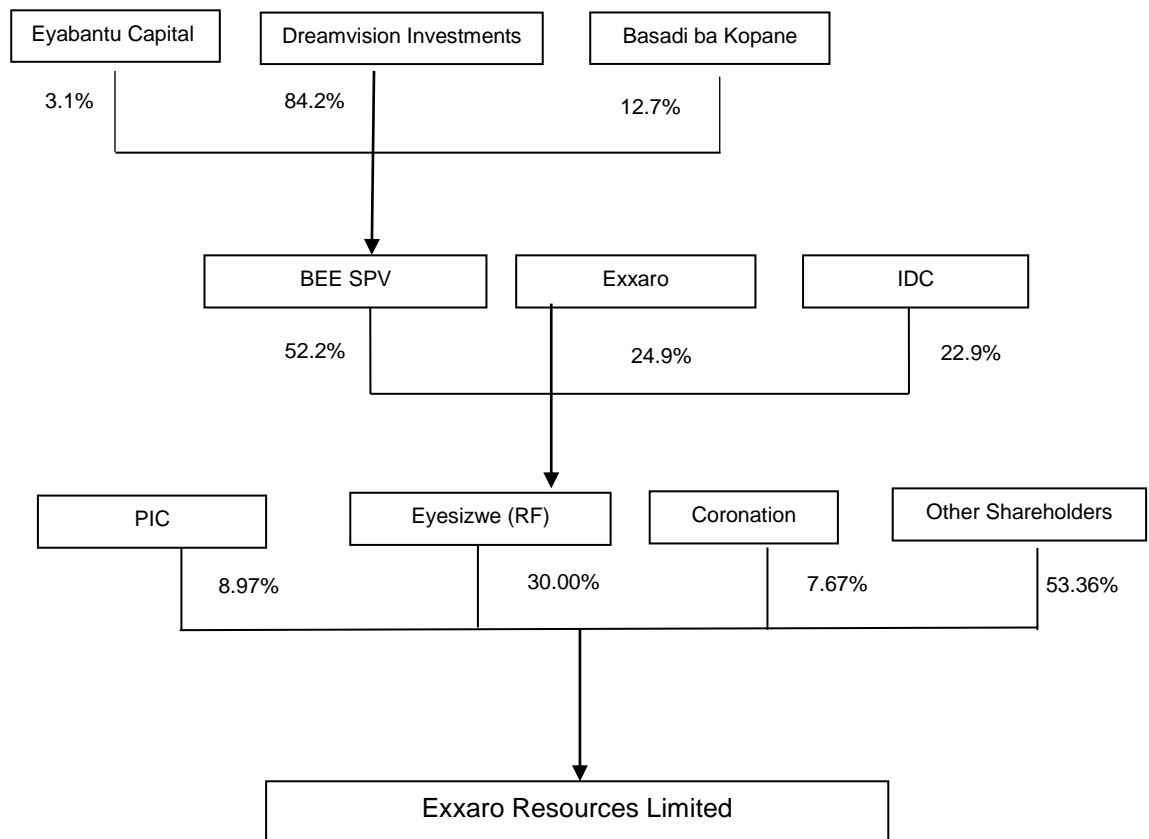 Eyabantu Capital
Dreamvision Investments
Basadi ba Kopane
3.1%
84.2%
12.7%
BEE SPV
Exxaro
IDC
52.2%
24.9%
22.9%
PIC
Eyesizwe (RF)
Coronation
Other Shareholders
8.97%
30.00%
7.67%
53.36%
Exxaro Resources Limited